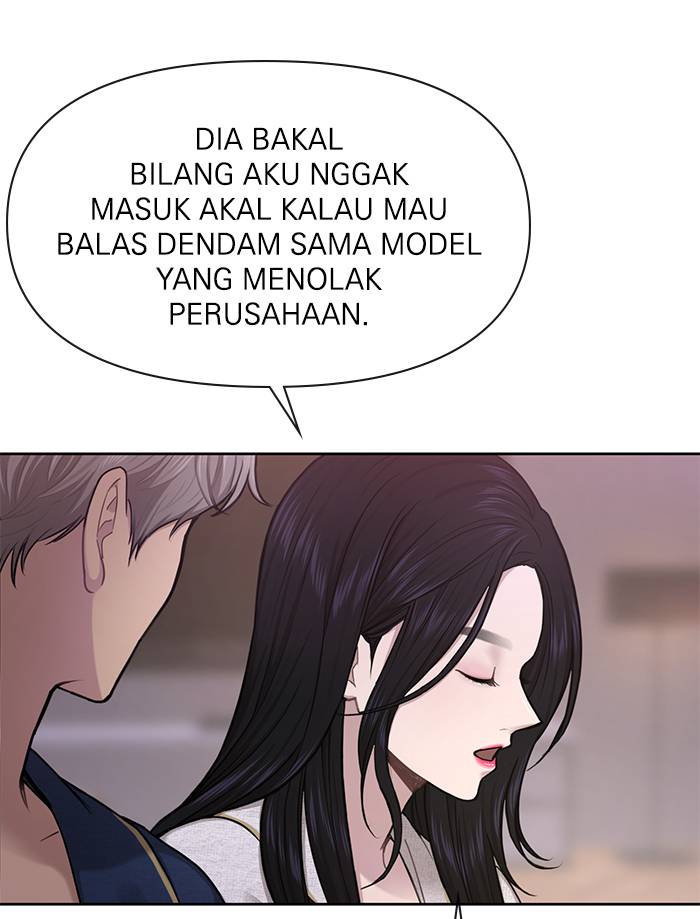 DIA BAKAL
BILANG AKU NGGAK
MASUK AKAL KALAU MAU
BALAS DENDAM SAMA MODEL
YANG MENOLAK
PERUSAHAAN.